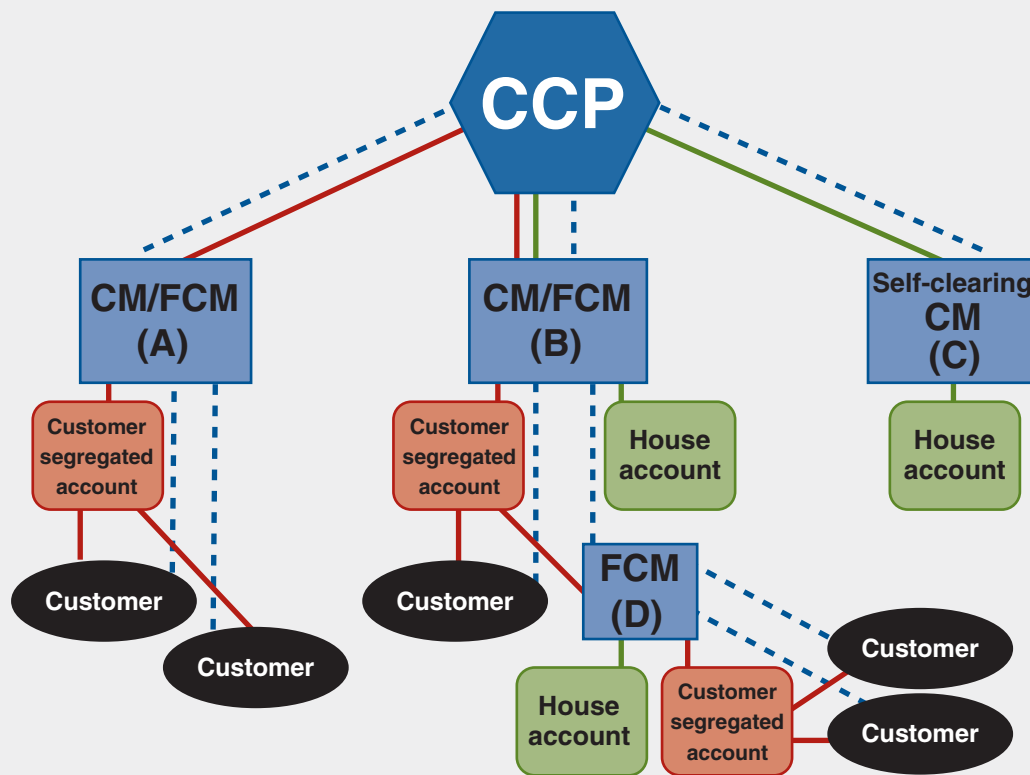 CCP
CM/FCM
(A)
CM/FCM
(B)
Self-clearing
CM
(C)
Customer
segregated
account
Customer
segregated
account
House
account
House
account
Customer
Customer
Customer
FCM
(D)
House
account
Customer
segregated
account
Customer
Customer